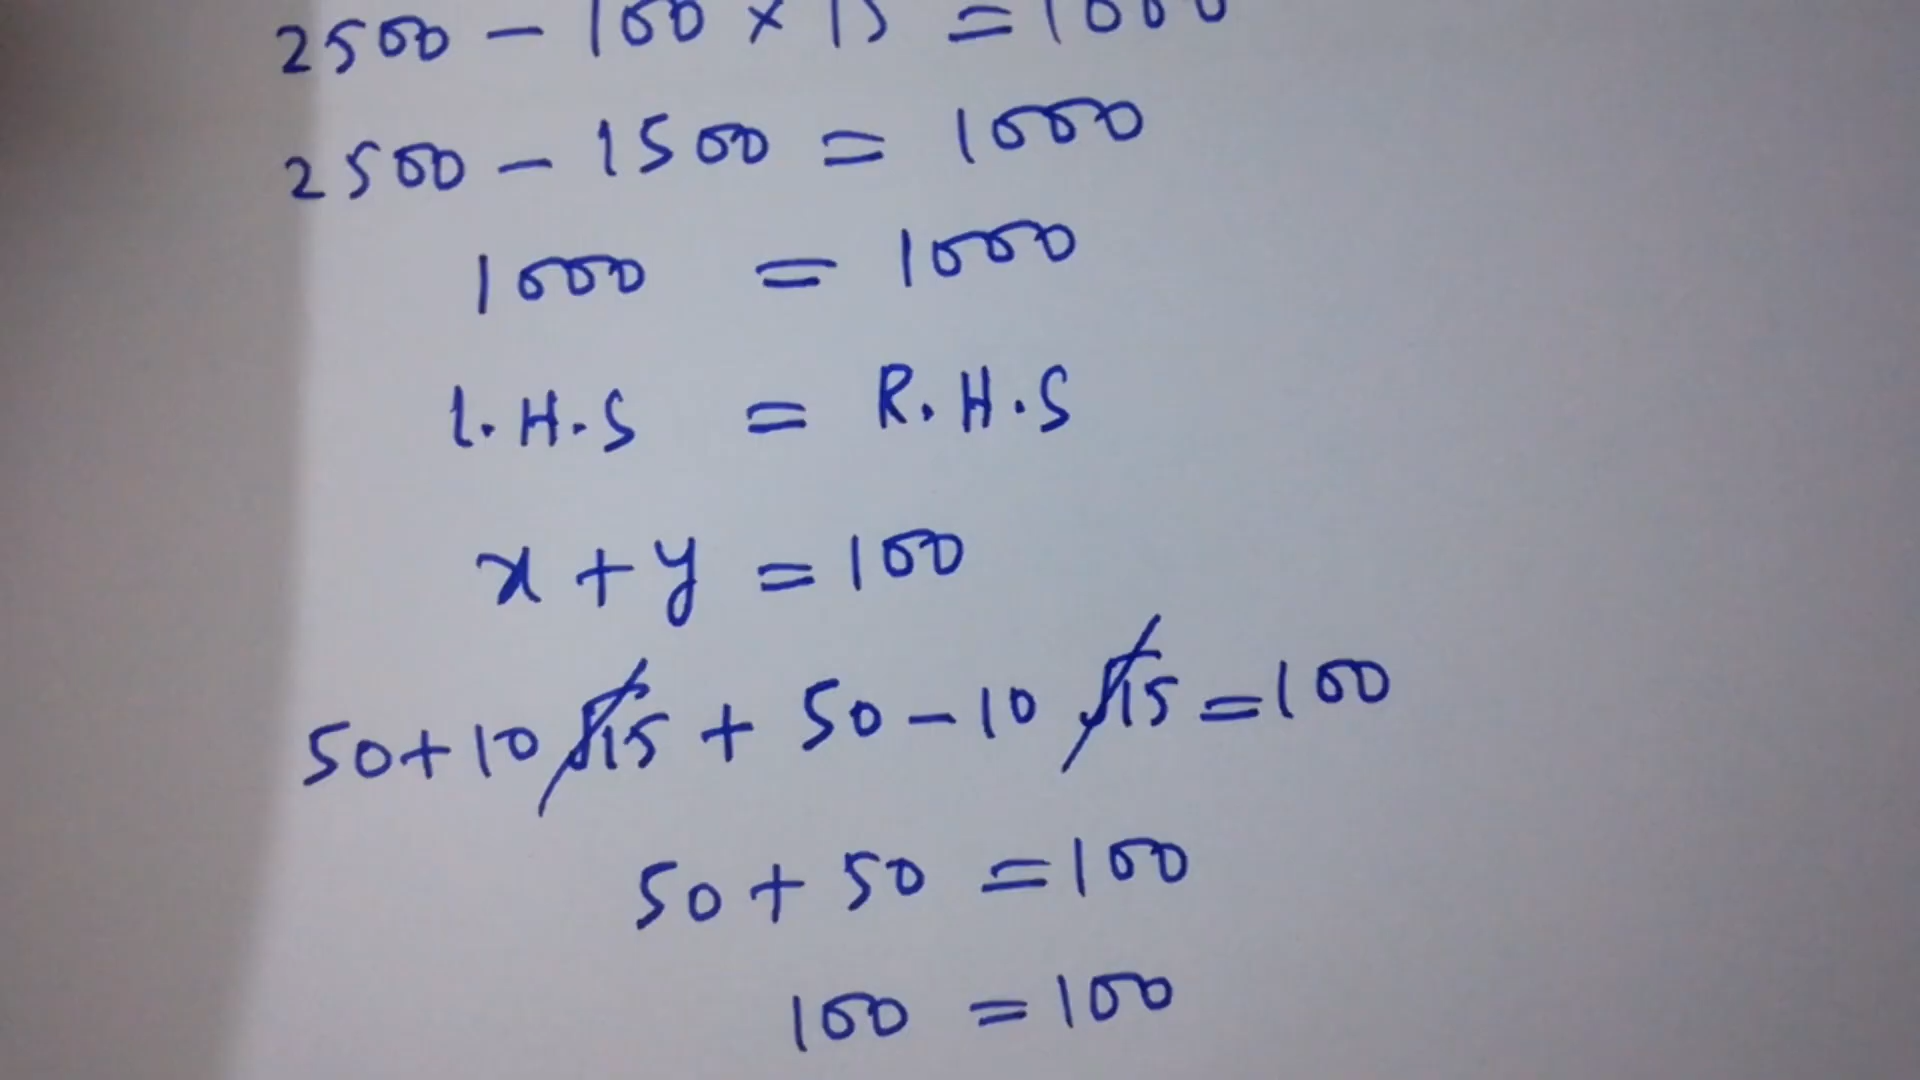 2500 - 100 × 15 = 1000
2500 - 1500 = 1000
1000 = 1000
L.H.S = R.H.S
x + y = 100
50 + 10 √15 + 50 - 10 √15 = 100
50 + 50 = 100
100 = 100